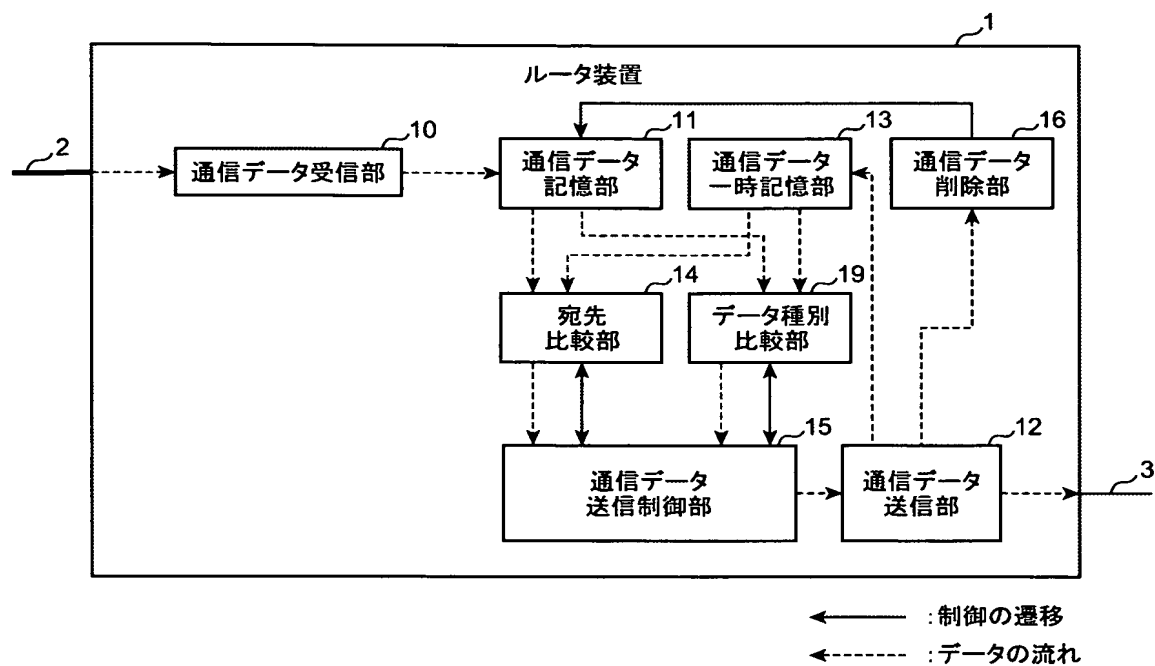 1
ルータ装置
2
10
通信データ受信部
11
通信データ
記憶部
13
通信データ
一時記憶部
16
通信データ
削除部
14
宛先
比較部
19
データ種別
比較部
15
通信データ
送信制御部
12
通信データ
送信部
3
:制御の遷移
:データの流れ